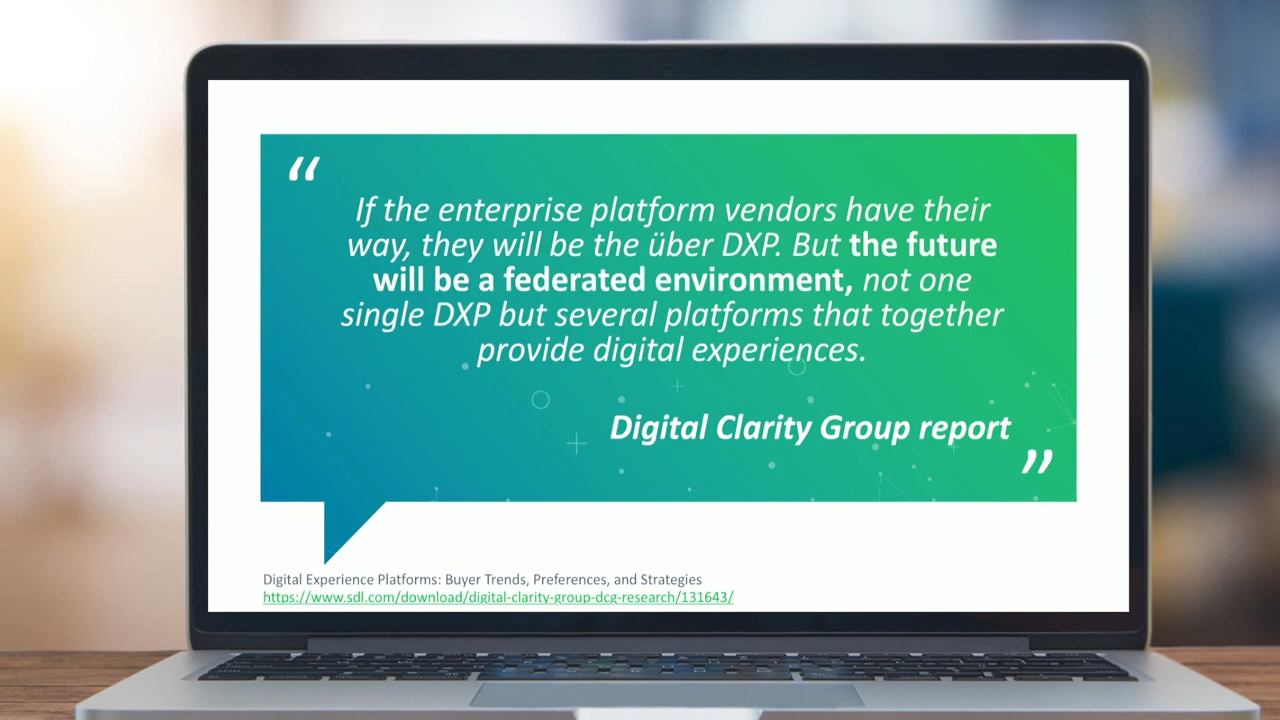 “
If the enterprise platform vendors have their
way, they will be the über DXP. But the future
will be a federated environment, not one
single DXP but several platforms that together
provide digital experiences.
Digital Clarity Group report
”
Digital Experience Platforms: Buyer Trends, Preferences, and Strategies
https://www.sdl.com/download/digital-clarity-group-dcg-research/131643/